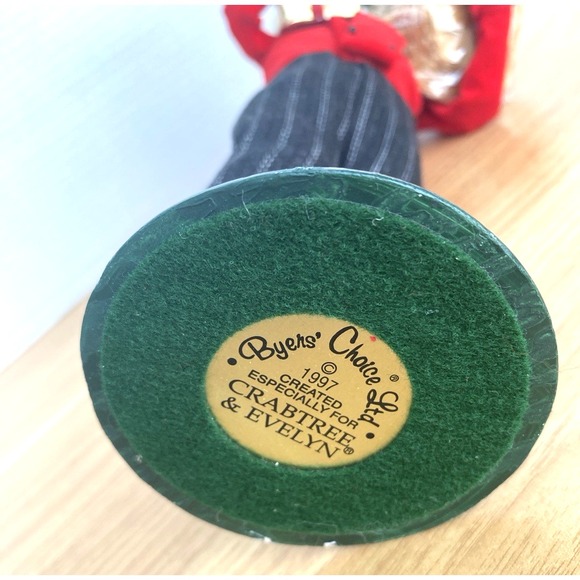 • Byers' Choice Ltd. •
®
©
1997
CREATED
ESPECIALLY FOR
CRABTREE
& EVELYN®